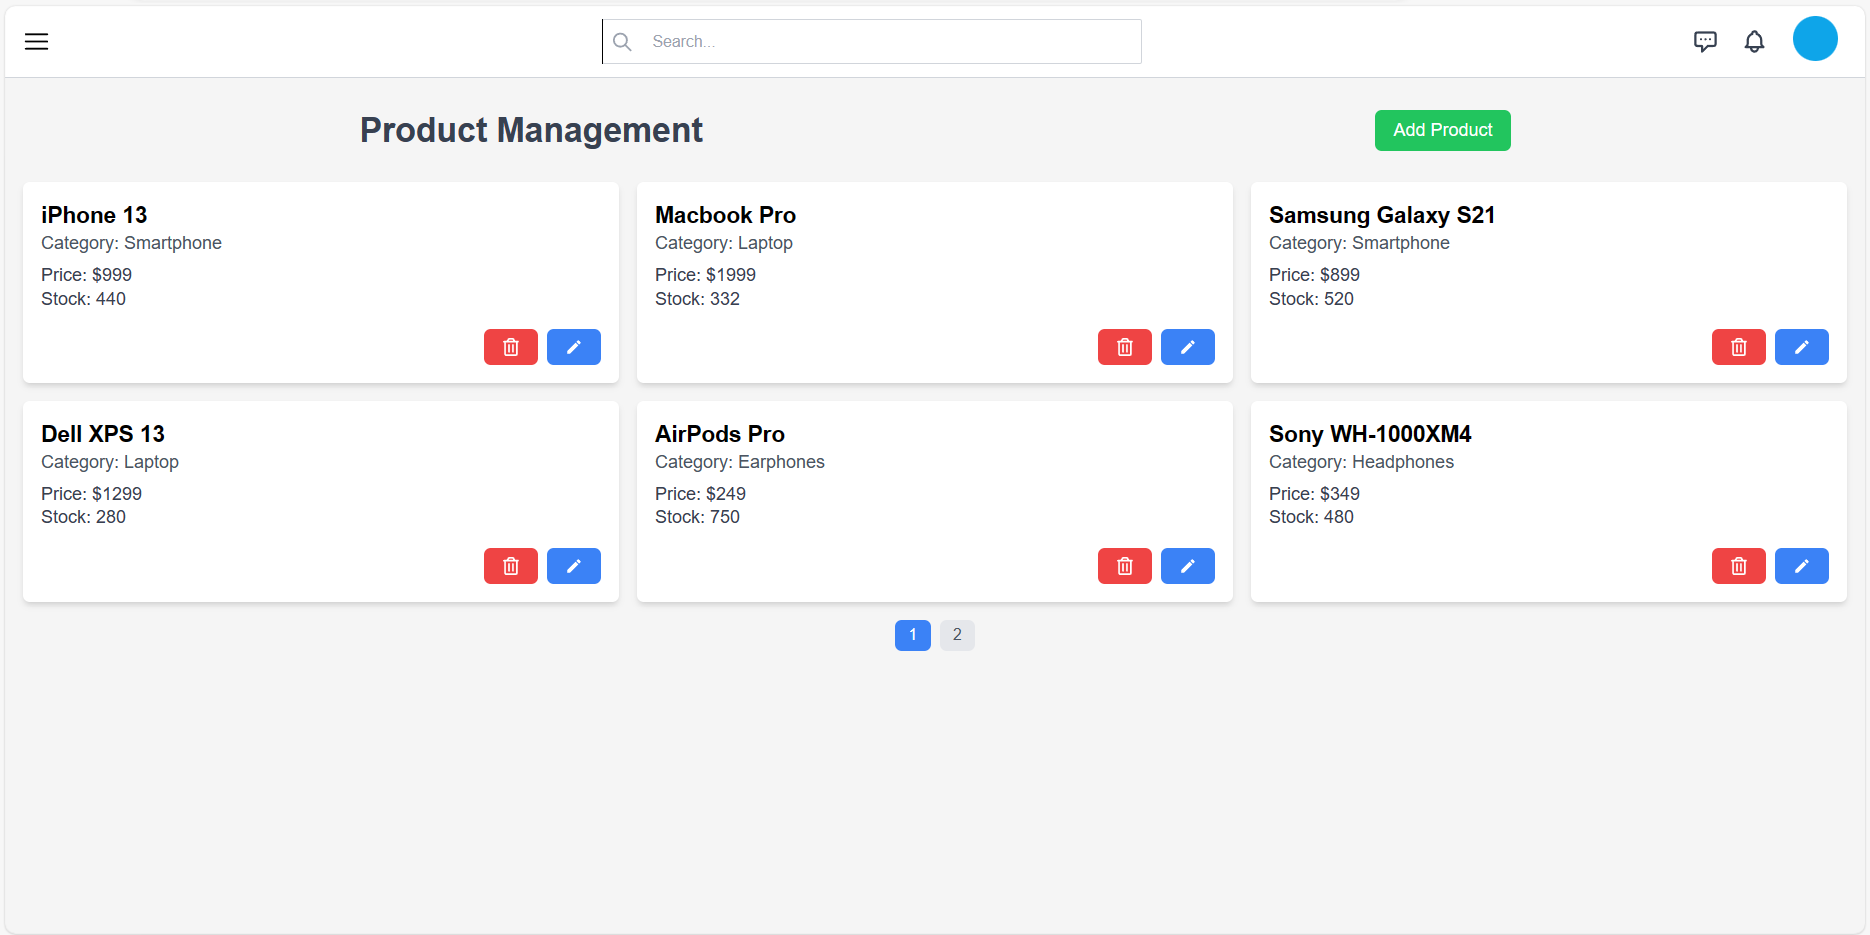 Search...
Product Management
Add Product
iPhone 13
Category: Smartphone
Price: $999
Stock: 440
Macbook Pro
Category: Laptop
Price: $1999
Stock: 332
Samsung Galaxy S21
Category: Smartphone
Price: $899
Stock: 520
Dell XPS 13
Category: Laptop
Price: $1299
Stock: 280
AirPods Pro
Category: Earphones
Price: $249
Stock: 750
Sony WH-1000XM4
Category: Headphones
Price: $349
Stock: 480
1
2